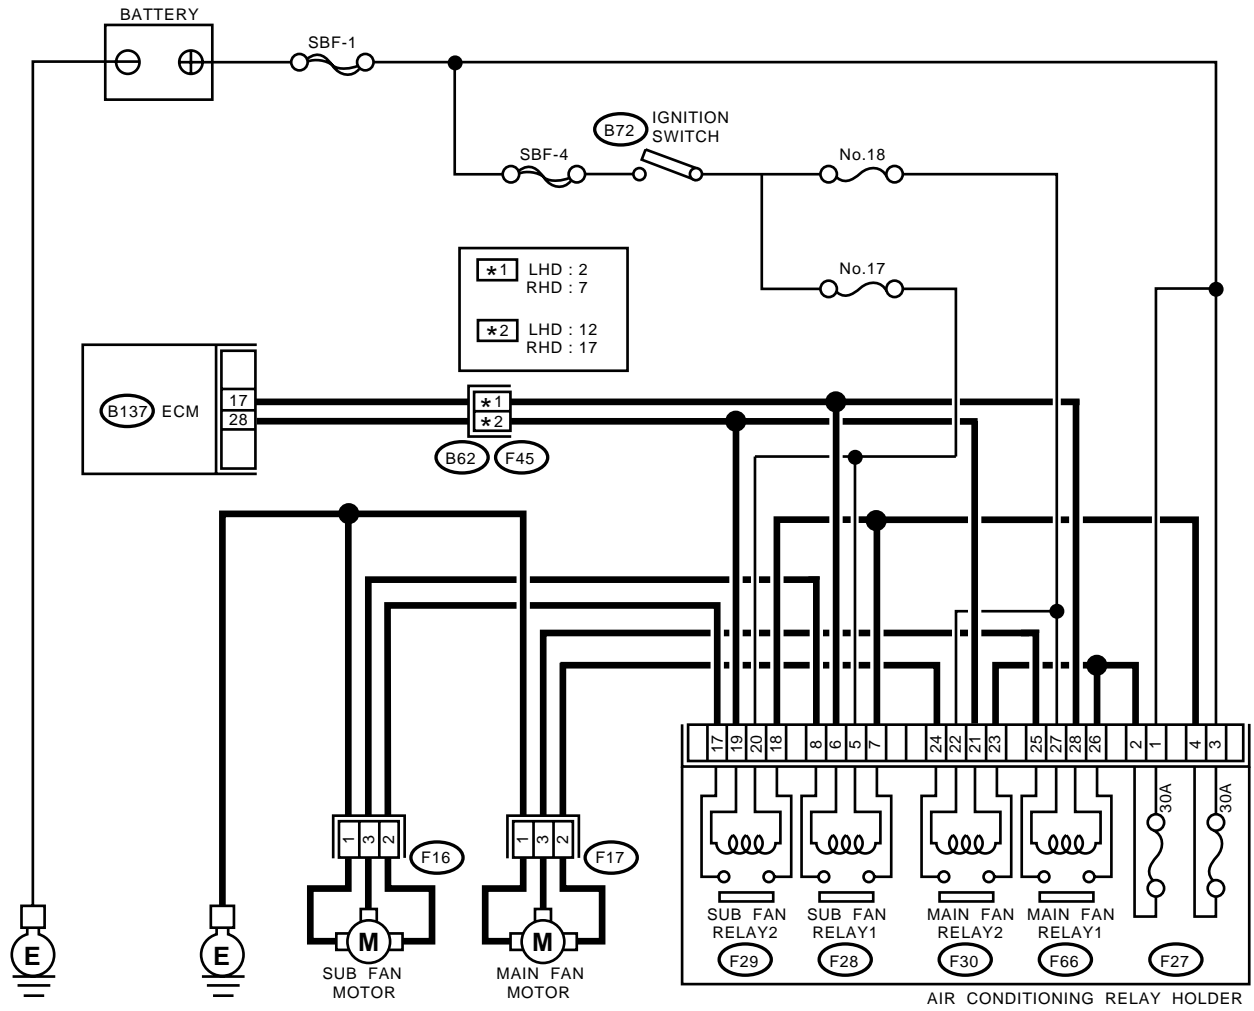 BATTERY
SBF-1
B72
IGNITION
SWITCH
SBF-4
No.18
*1 LHD : 2
RHD : 7
No.17
*2 LHD : 12
RHD : 17
B137 ECM
17
28
*1
*2
B62 F45
17 19 20 18 8 6 5 7 24 22 21 23 25 27 28 26 2 1 4 3
30A 30A
1 3 2
F16
1 3 2
F17
M
M
E
E
SUB FAN
MOTOR
MAIN FAN
MOTOR
SUB FAN
RELAY2
SUB FAN
RELAY1
MAIN FAN
RELAY2
MAIN FAN
RELAY1
F29 F28 F30 F66 F27
AIR CONDITIONING RELAY HOLDER